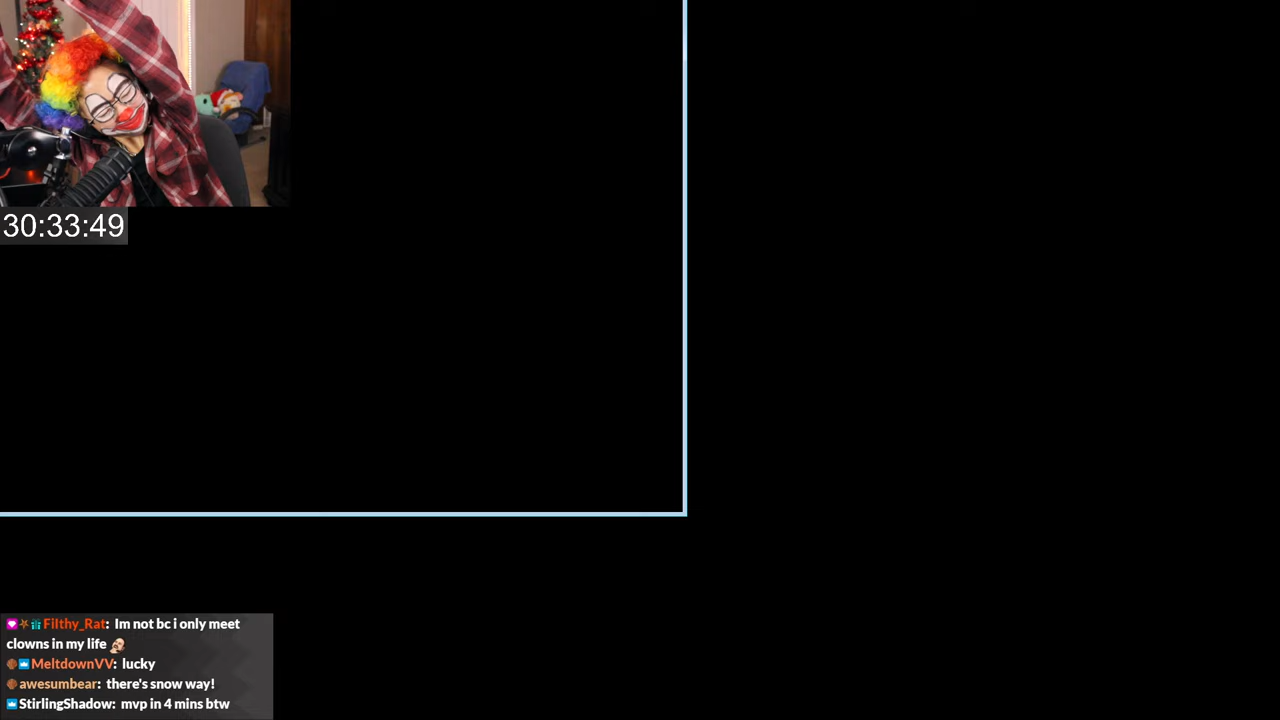 30:33:49
Filthy_Rat: Im not bc i only meet
clowns in my life
MeltdownVV: lucky
awesumbear: there's snow way!
StirlingShadow: mvp in 4 mins btw